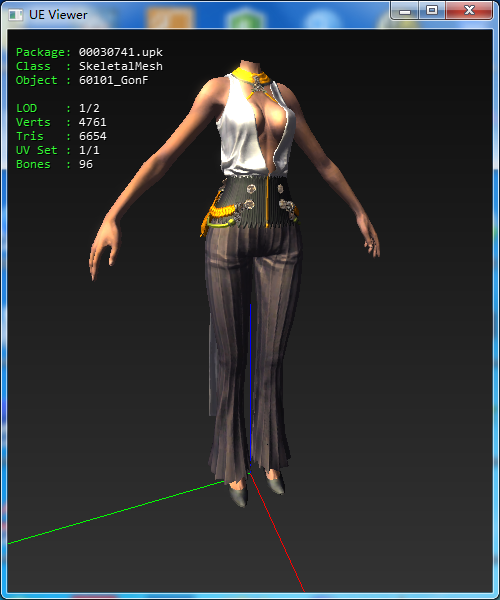 UE Viewer
Package: 00030741.upk
Class : SkeletalMesh
Object : 60101_GonF
LOD : 1/2
Verts : 4761
Tris : 6654
UV Set : 1/1
Bones : 96